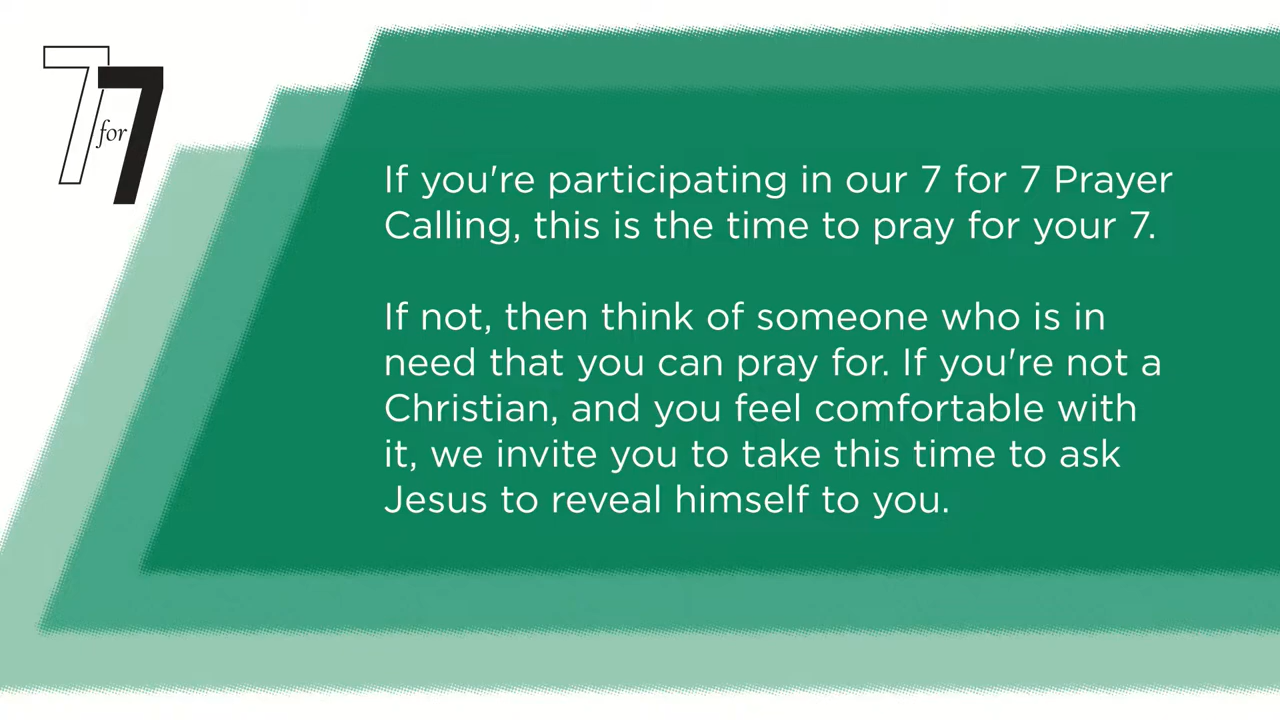 7 for 7
If you're participating in our 7 for 7 Prayer
Calling, this is the time to pray for your 7.
If not, then think of someone who is in
need that you can pray for. If you're not a
Christian, and you feel comfortable with
it, we invite you to take this time to ask
Jesus to reveal himself to you.